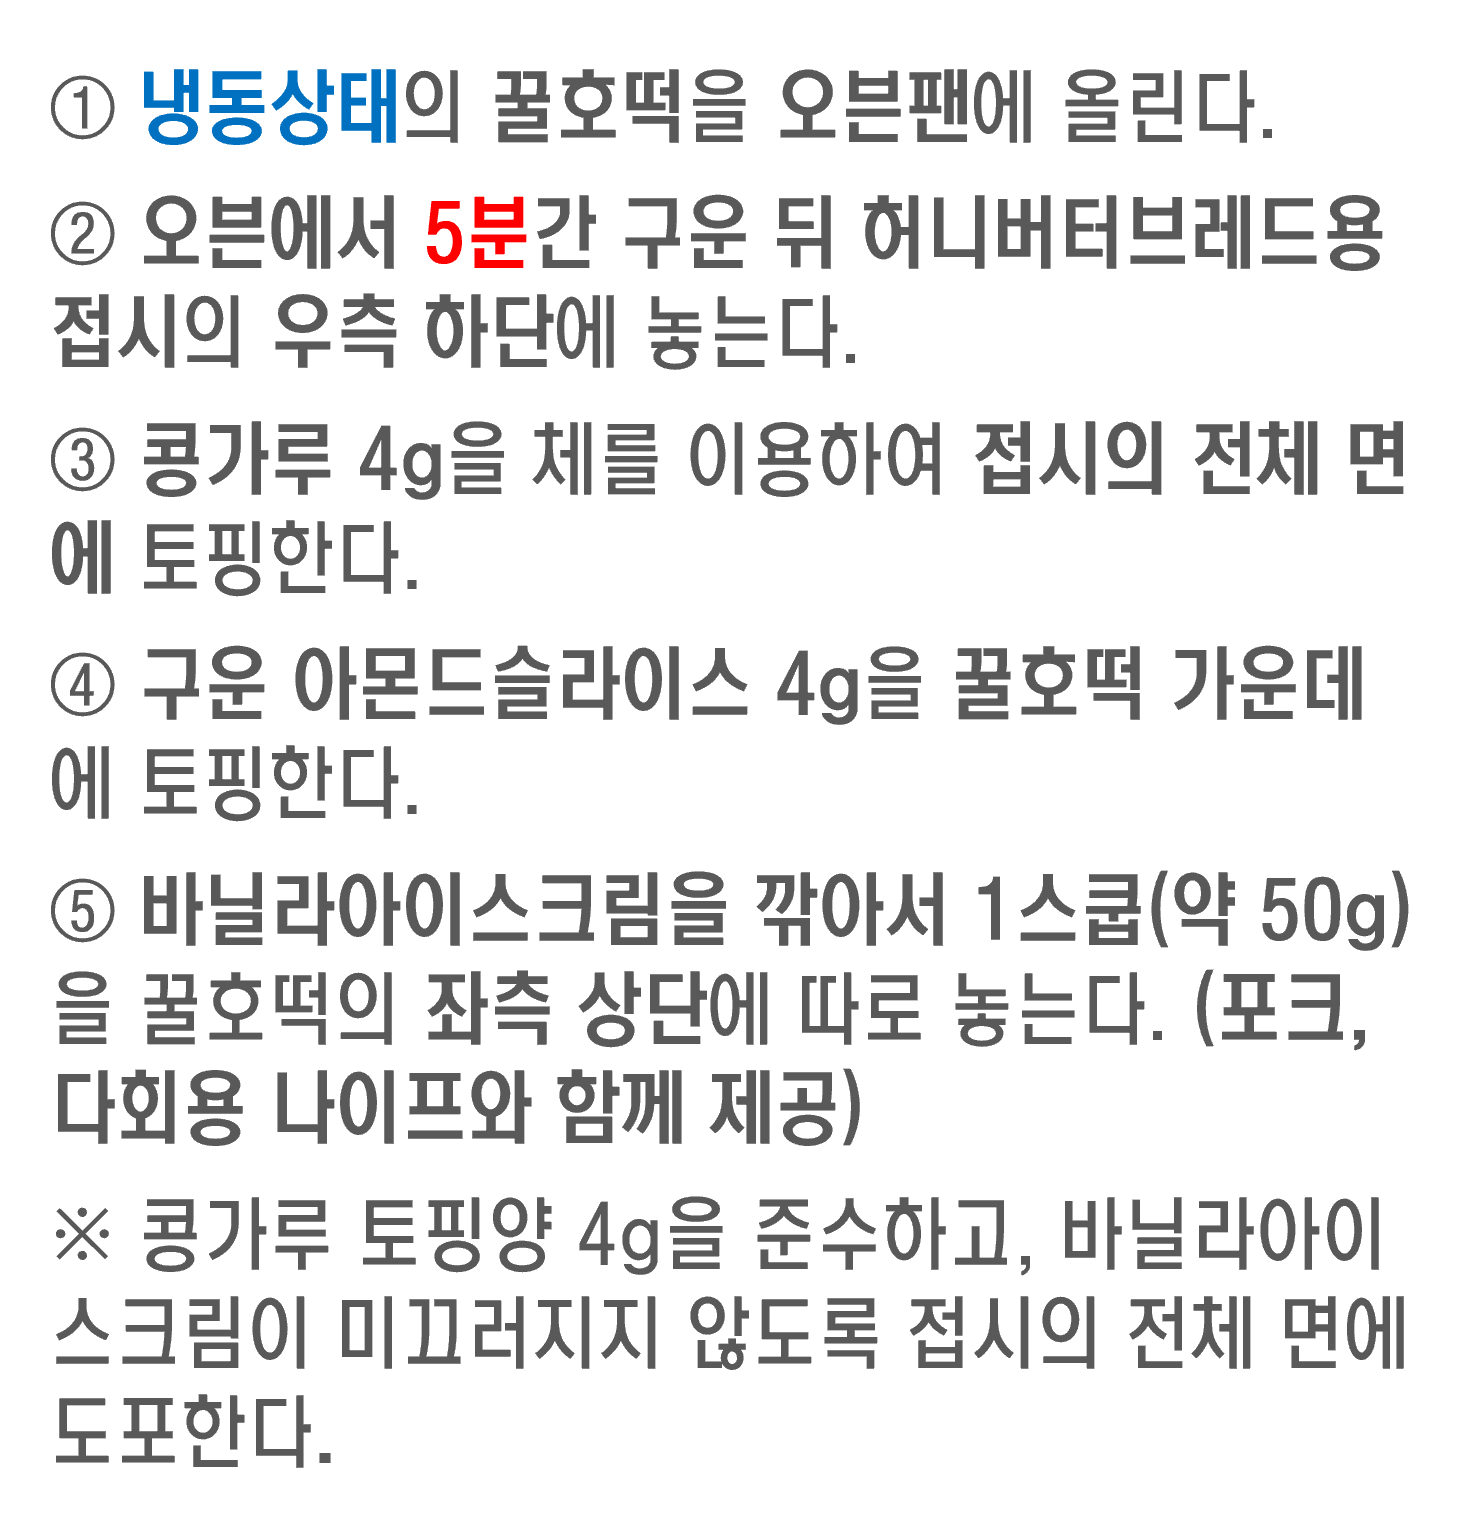 ① 냉동상태의 꿀호떡을 오븐팬에 올린다.
② 오븐에서 5분간 구운 뒤 허니버터브레드용
접시의 우측 하단에 놓는다.
③ 콩가루 4g을 체를 이용하여 접시의 전체 면
에 토핑한다.
④ 구운 아몬드슬라이스 4g을 꿀호떡 가운데
에 토핑한다.
⑤ 바닐라아이스크림을 깎아서 1스쿱(약 50g)
을 꿀호떡의 좌측 상단에 따로 놓는다. (포크,
다회용 나이프와 함께 제공)
※ 콩가루 토핑양 4g을 준수하고, 바닐라아이
스크림이 미끄러지지 않도록 접시의 전체 면에
도포한다.